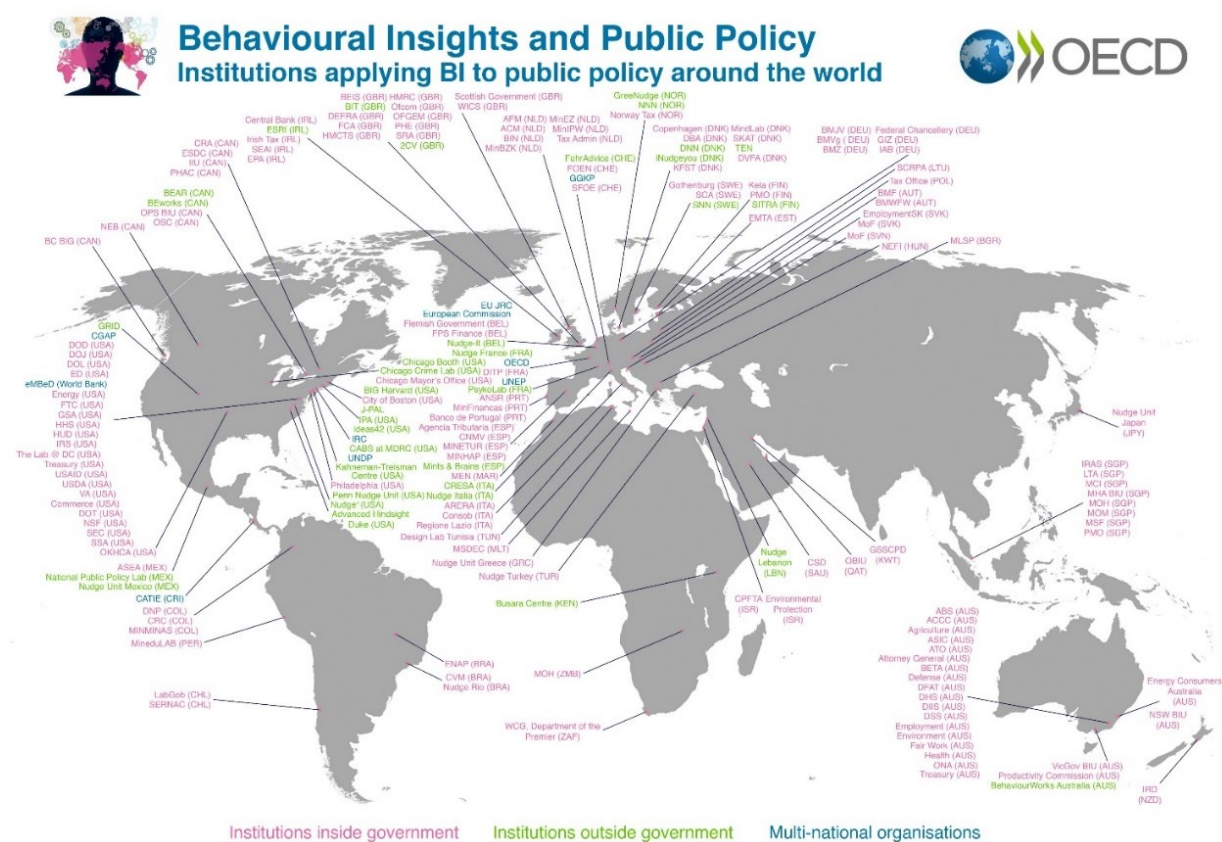 Behavioural Insights and Public Policy
Institutions applying BI to public policy around the world
OECD
BEIS (GBR) HMRC (GBR)
BIT (GBR) Ofcom (GBR)
DEFRA (GBR) OFGEM (GBR)
FCA (GBR) PHE (GBR)
HMCTS (GBR) SRA (GBR)
2CV (GBR)
Scottish Government (GBR)
WICS (GBR)
Central Bank (IRL)
ESRI (IRL)
Irish Tax (IRL)
SEAI (IRL)
EPA (IRL)
CRA (CAN)
ESDC (CAN)
IIU (CAN)
PHAC (CAN)
BEAR (CAN)
BEworks (CAN)
OPS BIU (CAN)
OSC (CAN)
NEB (CAN)
BC BIG (CAN)
AFM (NLD) MinEZ (NLD)
ACM (NLD) MinIPW (NLD)
BIN (NLD) Tax Admin (NLD)
MinBZK (NLD)
FehrAdvice (CHE)
FOEN (CHE)
GGKP
SFOE (CHE)
GreeNudge (NOR)
NNN (NOR)
Norway Tax (NOR)
Copenhagen (DNK) MindLab (DNK)
DBA (DNK) SKAT (DNK)
DNN (DNK) TEN
iNudgeyou (DNK) DVFA (DNK)
KFST (DNK)
Gothenburg (SWE)
SCA (SWE)
SNN (SWE)
Kela (FIN)
PMO (FIN)
SITRA (FIN)
EMTA (EST)
BMJV (DEU) Federal Chancellery (DEU)
BMVg ( DEU) GIZ (DEU)
BMZ (DEU) IAB (DEU)
SCRPA (LTU)
Tax Office (POL)
BMF (AUT)
BMWFW (AUT)
EmploymentSK (SVK)
MoF (SVK)
MoF (SVN)
NEFI (HUN)
MLSP (BGR)
GRID
CGAP
DOD (USA)
DOJ (USA)
DOL (USA)
ED (USA)
eMBeD (World Bank)
Energy (USA)
FTC (USA)
GSA (USA)
HHS (USA)
HUD (USA)
IRS (USA)
The Lab @ DC (USA)
Treasury (USA)
USAID (USA)
USDA (USA)
VA (USA)
Commerce (USA)
DOT (USA)
NSF (USA)
SEC (USA)
SSA (USA)
OKHCA (USA)
ASEA (MEX)
National Public Policy Lab (MEX)
Nudge Unit Mexico (MEX)
CATIE (CRI)
DNP (COL)
CRC (COL)
MINMINAS (COL)
MineduLAB (PER)
LabGob (CHL)
SERNAC (CHL)
ENAP (BRA)
CVM (BRA)
Nudge Rio (BRA)
EU JRC
European Commission
Flemish Government (BEL)
FPS Finance (BEL)
Nudge-it (BEL)
Nudge France (FRA)
OECD
DITP (FRA)
UNEP
PsykoLab (FRA)
ANSR (PRT)
MinFinancas (PRT)
Banco de Portugal (PRT)
Agencia Tributaria (ESP)
CNMV (ESP)
MINETUR (ESP)
MINHAP (ESP)
Mints & Brains (ESP)
MEN (MAR)
CRESA (ITA)
Nudge Italia (ITA)
Consob (ITA)
Regione Lazio (ITA)
Design Lab Tunisia (TUN)
MSDEC (MLT)
Nudge Unit Greece (GRC)
Nudge Turkey (TUR)
Chicago Booth (USA)
Chicago Crime Lab (USA)
Chicago Mayor's Office (USA)
BIG Harvard (USA)
City of Boston (USA)
J-PAL
IPA (USA)
Ideas42 (USA)
IRC
CABS at MDRC (USA)
UNDP
Kahneman-Treisman
Centre (USA)
Philadelphia (USA)
Penn Nudge Unit (USA)
Nudge' (USA)
Advanced Hindsight
Duke (USA)
Busara Centre (KEN)
MOH (ZMB)
WCG, Department of the
Premier (ZAF)
CPFTA
(ISR)
Environmental
Protection
(ISR)
Nudge
Lebanon
(LBN)
CSD
(SAU)
OBIU
(QAT)
GSSCPD
(KWT)
Nudge Unit
Japan
(JPY)
IRAS (SGP)
LTA (SGP)
MCI (SGP)
MHA BIU (SGP)
MOH (SGP)
MOM (SGP)
MSF (SGP)
PMO (SGP)
ABS (AUS)
ACCC (AUS)
Agriculture (AUS)
ASIC (AUS)
ATO (AUS)
Attorney General (AUS)
BETA (AUS)
Defense (AUS)
DFAT (AUS)
DHS (AUS)
DIIS (AUS)
DSS (AUS)
Employment (AUS)
Environment (AUS)
Fair Work (AUS)
Health (AUS)
ONA (AUS)
Treasury (AUS)
Energy Consumers
Australia
(AUS)
NSW BIU
(AUS)
VicGov BIU (AUS)
Productivity Commission (AUS)
BehaviourWorks Australia (AUS)
IRD
(NZD)
Institutions inside government
Institutions outside government
Multi-national organisations